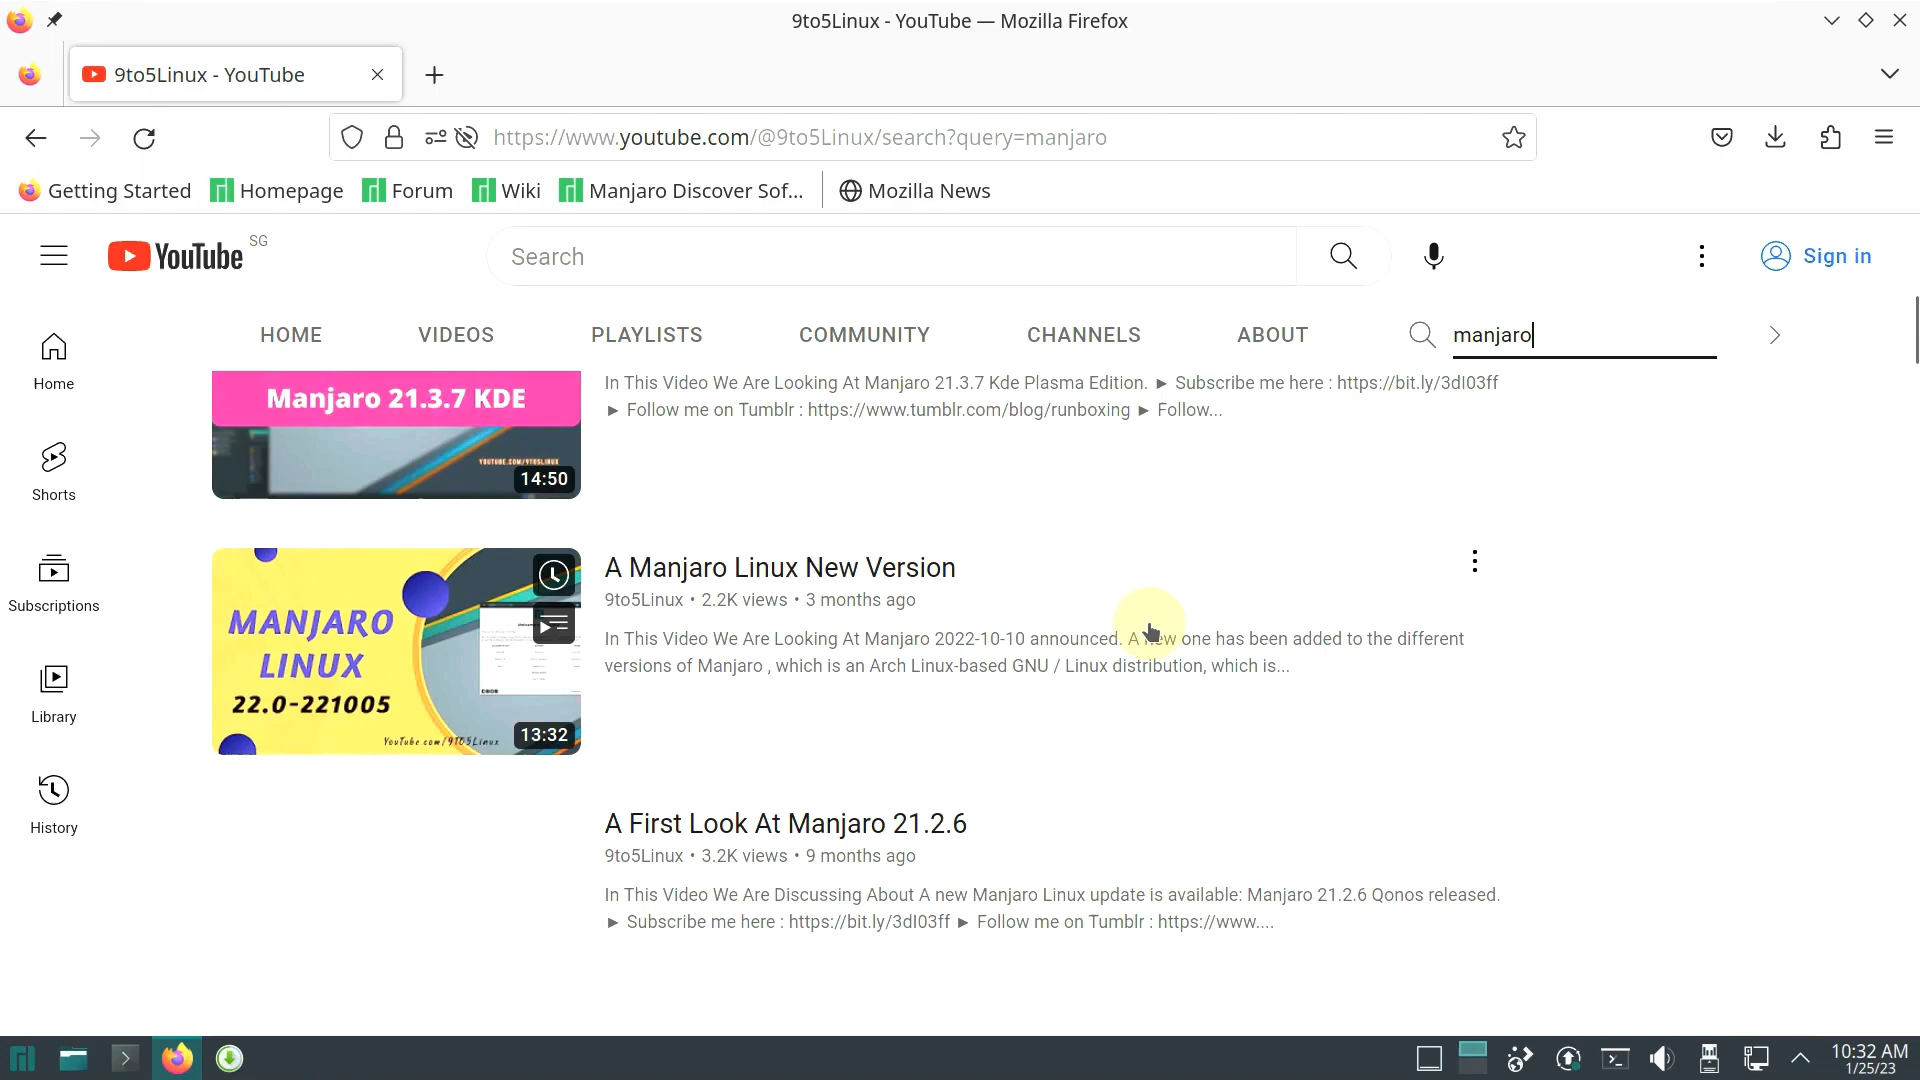 9to5Linux - YouTube — Mozilla Firefox
9to5Linux - YouTube
https://www.youtube.com/@9to5Linux/search?query=manjaro
Getting Started Homepage Forum Wiki Manjaro Discover Sof... Mozilla News
YouTube SG
Search
Sign in
HOME VIDEOS PLAYLISTS COMMUNITY CHANNELS ABOUT manjaro
Home
Shorts
Subscriptions
Library
History
Manjaro 21.3.7 KDE
YOUTUBE.COM/9TO5LINUX
14:50
In This Video We Are Looking At Manjaro 21.3.7 Kde Plasma Edition. ► Subscribe me here : https://bit.ly/3dI03ff
► Follow me on Tumblr : https://www.tumblr.com/blog/runboxing ► Follow...
MANJARO
LINUX
22.0-221005
YouTube.com/9TO5Linux
13:32
A Manjaro Linux New Version
9to5Linux • 2.2K views • 3 months ago
In This Video We Are Looking At Manjaro 2022-10-10 announced. A new one has been added to the different
versions of Manjaro , which is an Arch Linux-based GNU / Linux distribution, which is...
A First Look At Manjaro 21.2.6
9to5Linux • 3.2K views • 9 months ago
In This Video We Are Discussing About A new Manjaro Linux update is available: Manjaro 21.2.6 Qonos released.
► Subscribe me here : https://bit.ly/3dI03ff ► Follow me on Tumblr : https://www....
10:32 AM
1/25/23